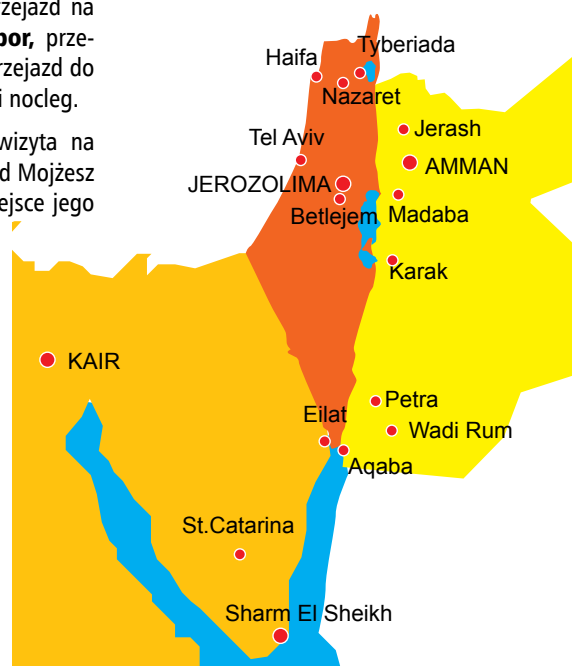 rzejazd na
bor, prze-
rzejazd do
i nocleg.
wizyta na
d Mojżesz
ejsce jego
Tyberiada
Haifa
Nazaret
Jerash
Tel Aviv
AMMAN
JEROZOLIMA
Betlejem
Madaba
Karak
KAIR
Petra
Eilat
Wadi Rum
Aqaba
St.Catarina
Sharm El Sheikh